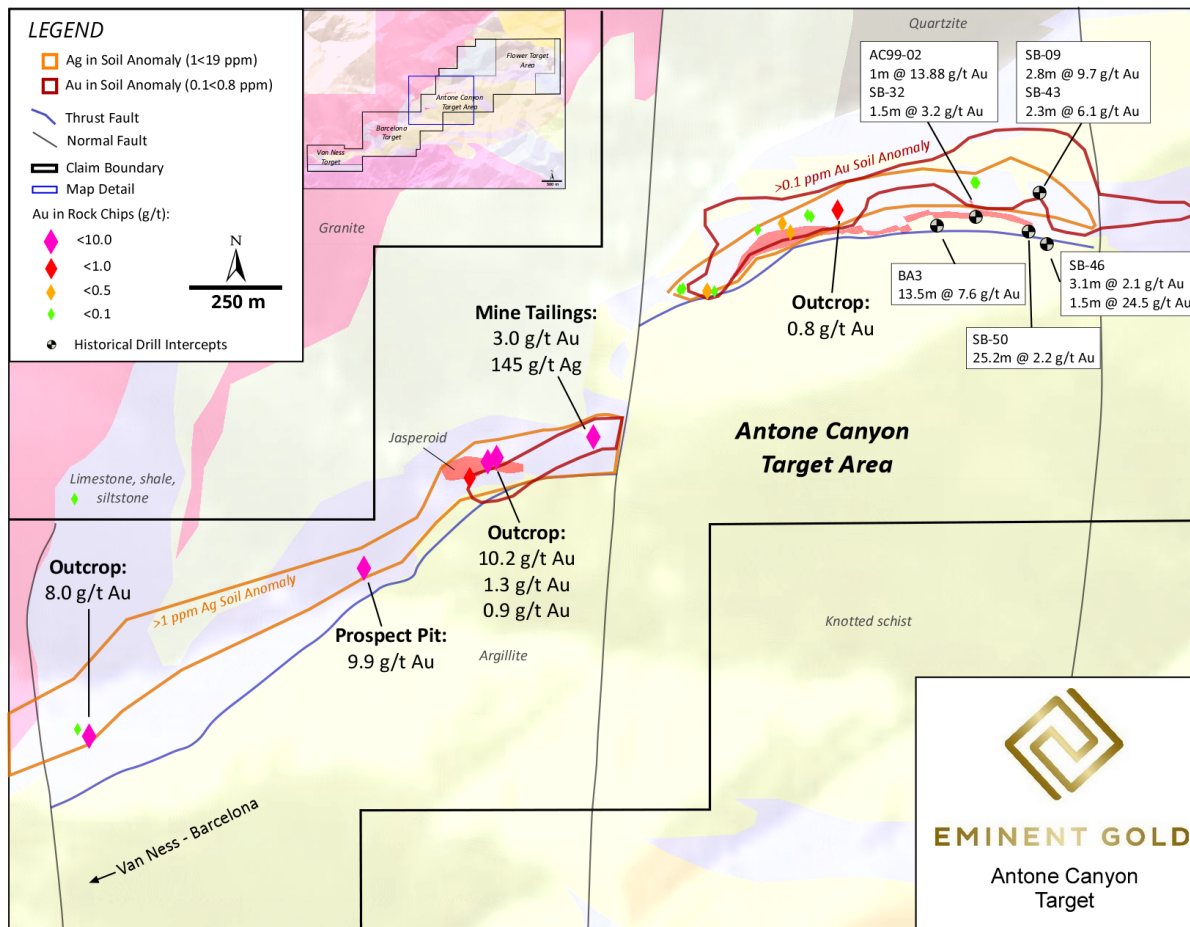 LEGEND
Ag in Soil Anomaly (1<19 ppm)
Au in Soil Anomaly (0.1<0.8 ppm)
Thrust Fault
Normal Fault
Claim Boundary
Map Detail
Au in Rock Chips (g/t):
<10.0
<1.0
<0.5
<0.1
Historical Drill Intercepts
N
250 m
Flower Target
Area
Antone Canyon
Target Area
Barcelona
Target
Van Ness
Target
N
500 m
Quartzite
AC99-02
1m @ 13.88 g/t Au
SB-32
1.5m @ 3.2 g/t Au
SB-09
2.8m @ 9.7 g/t Au
SB-43
2.3m @ 6.1 g/t Au
>0.1 ppm Au Soil Anomaly
Granite
BA3
13.5m @ 7.6 g/t Au
SB-46
3.1m @ 2.1 g/t Au
1.5m @ 24.5 g/t Au
SB-50
25.2m @ 2.2 g/t Au
Outcrop:
0.8 g/t Au
Mine Tailings:
3.0 g/t Au
145 g/t Ag
Jasperoid
Antone Canyon
Target Area
Limestone, shale,
siltstone
Outcrop:
10.2 g/t Au
1.3 g/t Au
0.9 g/t Au
Outcrop:
8.0 g/t Au
>1 ppm Ag Soil Anomaly
Prospect Pit:
9.9 g/t Au
Argillite
Knotted schist
Van Ness - Barcelona
EMINENT GOLD
Antone Canyon
Target